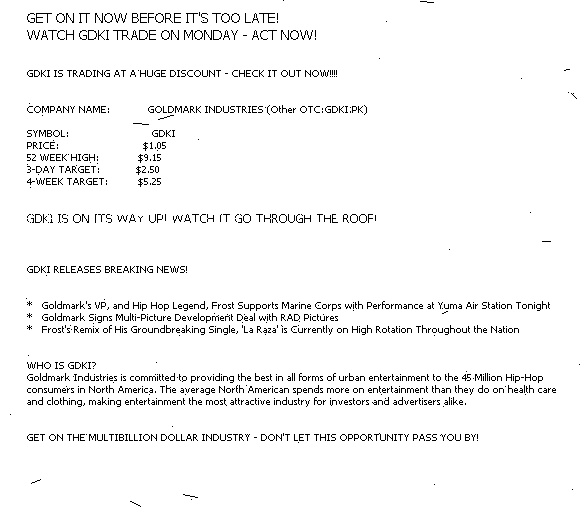 GET ON IT NOW BEFORE IT'S TOO LATE!
WATCH GDKI TRADE ON MONDAY - ACT NOW!
GDKI IS TRADING AT A HUGE DISCOUNT - CHECK IT OUT NOW!!!!
COMPANY NAME: GOLDMARK INDUSTRIES (Other OTC:GDKI.PK)
SYMBOL: GDKI
PRICE: $1.05
52 WEEK HIGH: $9.15
3-DAY TARGET: $2.50
4-WEEK TARGET: $5.25
GDKI IS ON ITS WAY UP! WATCH IT GO THROUGH THE ROOF!
GDKI RELEASES BREAKING NEWS!
* Goldmark's VP, and Hip Hop Legend, Frost Supports Marine Corps with Performance at Yuma Air Station Tonight
* Goldmark Signs Multi-Picture Development Deal with RAD Pictures
* Frost's Remix of His Groundbreaking Single, 'La Raza' is Currently on High Rotation Throughout the Nation
WHO IS GDKI?
Goldmark Industries is committed to providing the best in all forms of urban entertainment to the 45 Million Hip-Hop
consumers in North America. The average North American spends more on entertainment than they do on health care
and clothing, making entertainment the most attractive industry for investors and advertisers alike.
GET ON THE MULTIBILLION DOLLAR INDUSTRY - DON'T LET THIS OPPORTUNITY PASS YOU BY!